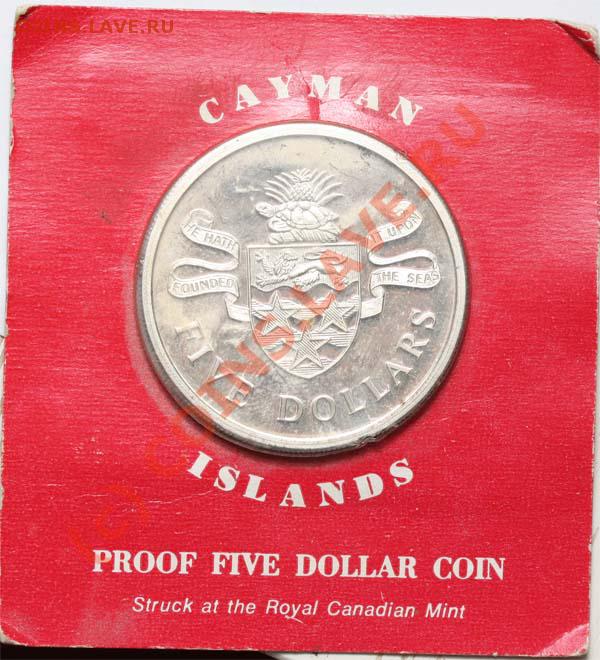 COINS.LAVE.RU
CAYMAN
HE HATH
FOUNDED
IT UPON
THE SEAS
FIVE DOLLARS
(c) COINS.LAVE.RU
ISLANDS
PROOF FIVE DOLLAR COIN
Struck at the Royal Canadian Mint